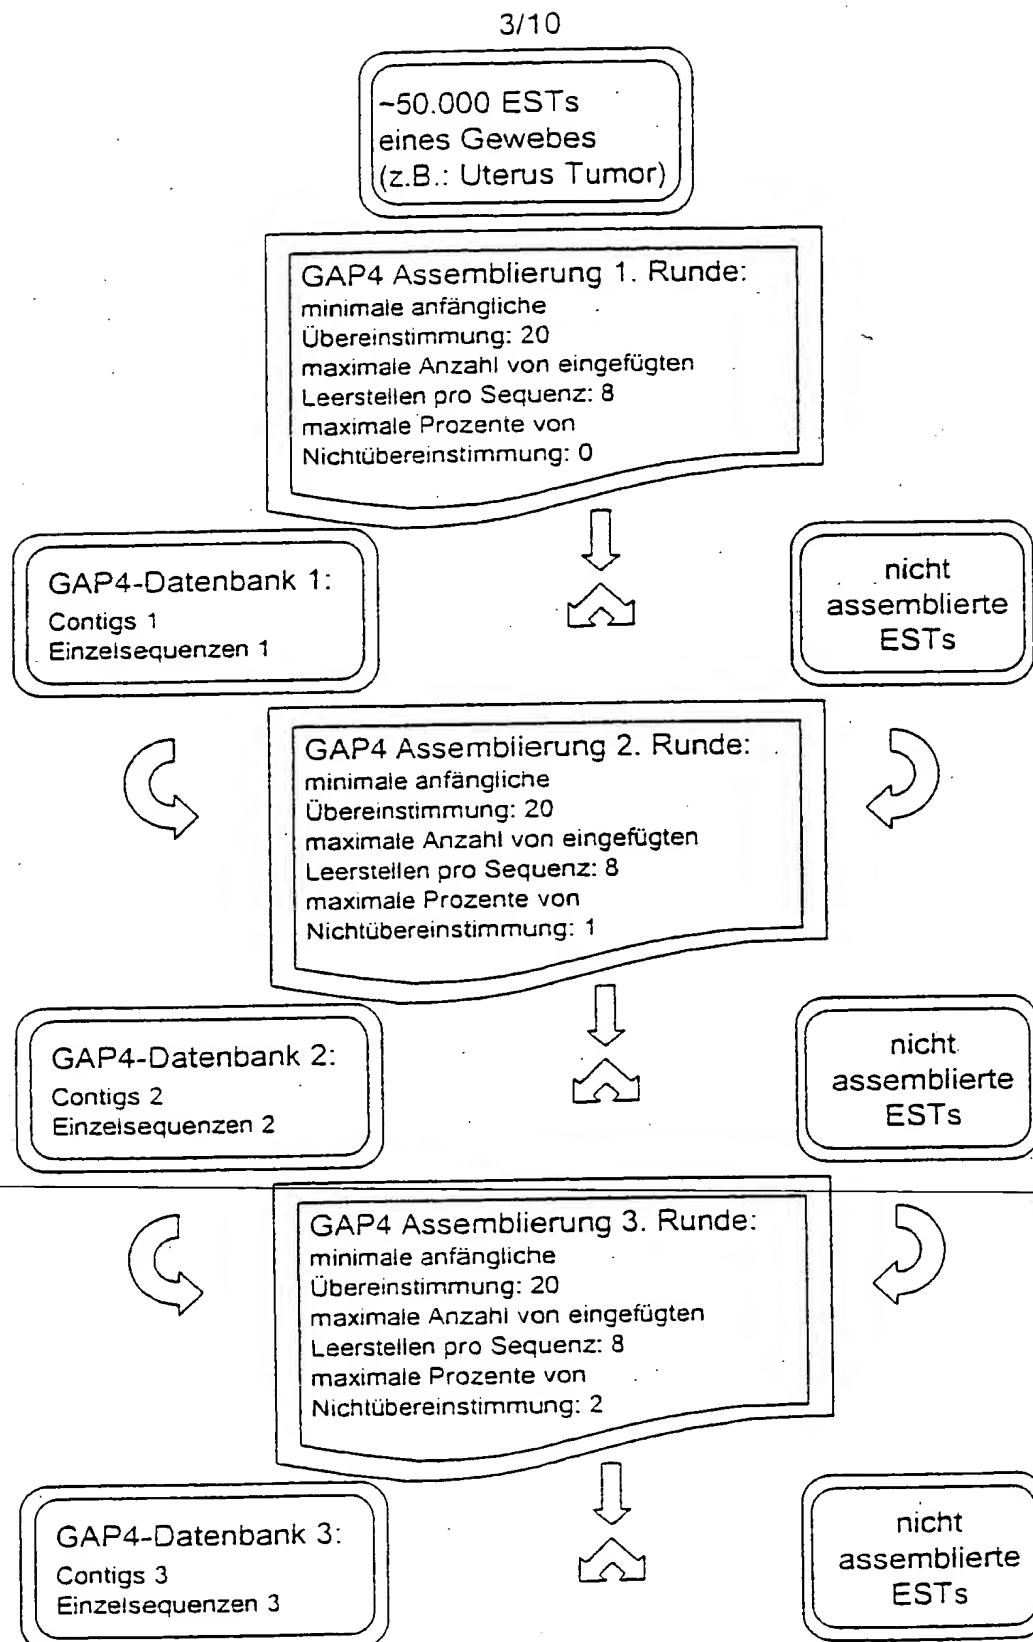 3/10
~50.000 ESTs
eines Gewebes
(z.B.: Uterus Tumor)
GAP4 Assemblierung 1. Runde:
minimale anfängliche
Übereinstimmung: 20
maximale Anzahl von eingefügten
Leerstellen pro Sequenz: 8
maximale Prozente von
Nichtübereinstimmung: 0
GAP4-Datenbank 1:
Contigs 1
Einzelsequenzen 1
nicht
assemblierte
ESTs
GAP4 Assemblierung 2. Runde:
minimale anfängliche
Übereinstimmung: 20
maximale Anzahl von eingefügten
Leerstellen pro Sequenz: 8
maximale Prozente von
Nichtübereinstimmung: 1
GAP4-Datenbank 2:
Contigs 2
Einzelsequenzen 2
nicht
assemblierte
ESTs
GAP4 Assemblierung 3. Runde:
minimale anfängliche
Übereinstimmung: 20
maximale Anzahl von eingefügten
Leerstellen pro Sequenz: 8
maximale Prozente von
Nichtübereinstimmung: 2
GAP4-Datenbank 3:
Contigs 3
Einzelsequenzen 3
nicht
assemblierte
ESTs